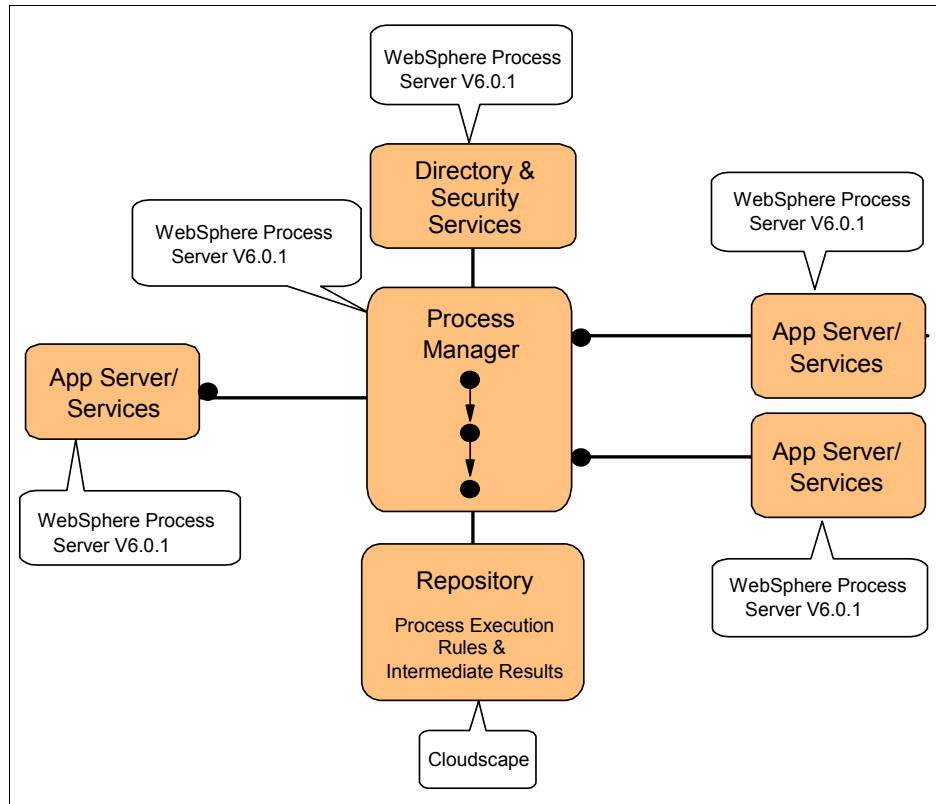 WebSphere Process
Server V6.0.1
Directory &
Security
Services
WebSphere Process
Server V6.0.1
WebSphere Process
Server V6.0.1
Process
Manager
App Server/
Services
App Server/
Services
App Server/
Services
WebSphere Process
Server V6.0.1
WebSphere Process
Server V6.0.1
Repository
Process Execution
Rules &
Intermediate Results
Cloudscape